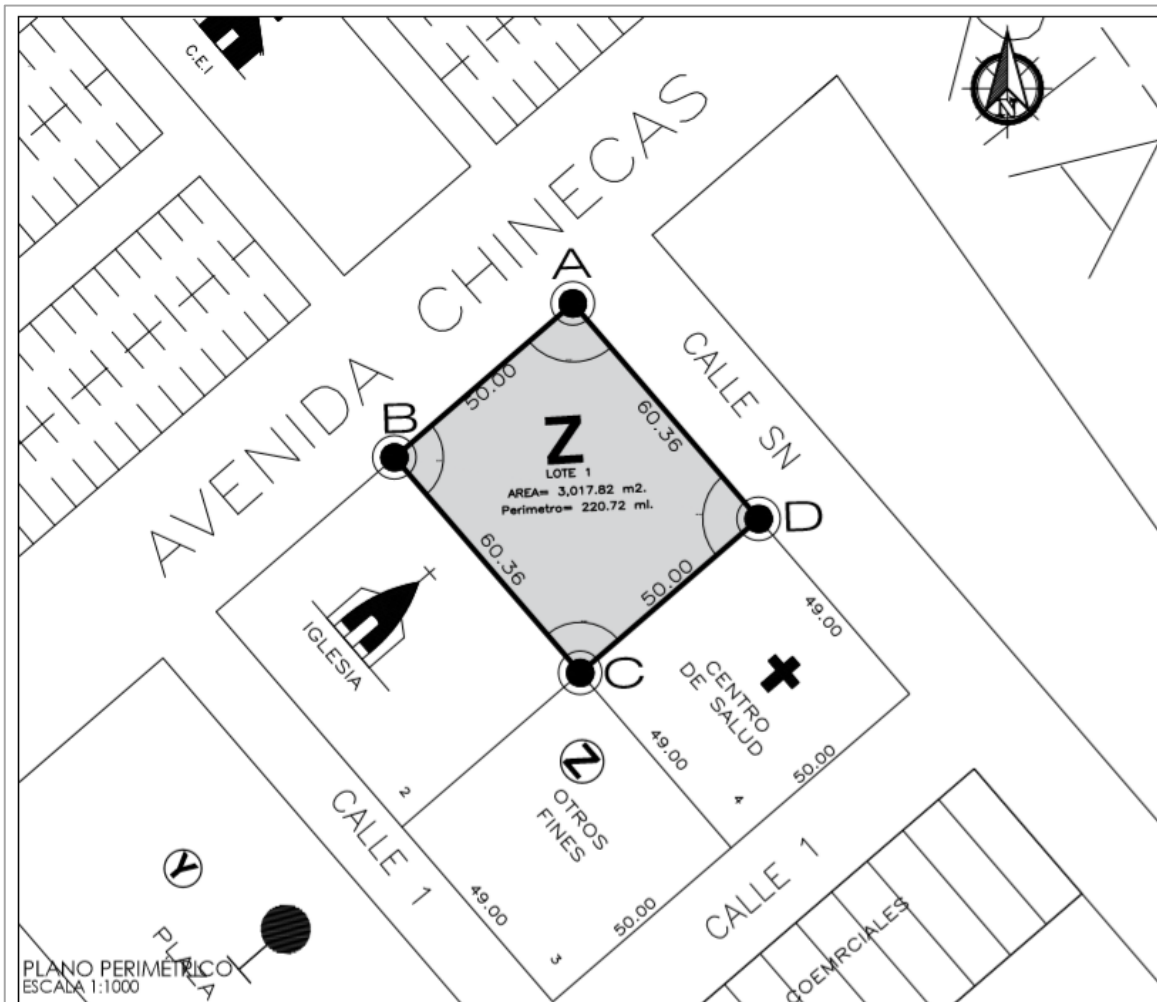 C.E.I
N
AVENIDA CHINECAS
A
B
50.00
CALLE SN
60.36
Z
LOTE 1
AREA= 3,017.82 m2.
Perimetro= 220.72 ml.
D
60.36
50.00
C
IGLESIA
49.00
CENTRO
DE SALUD
49.00
50.00
2
4
Z
OTROS
FINES
CALLE 1
49.00
50.00
3
CALLE 1
Y
PLAZA
COEMRCIALES
PLANO PERIMÉTRICO
ESCALA 1:1000